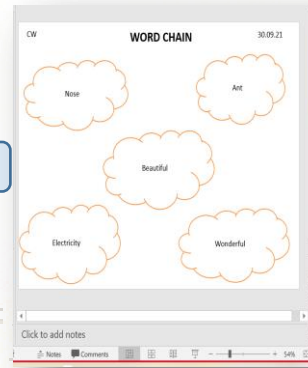 CW WORD CHAIN 30.09.21
Nose Ant
Beautiful
Electricity Wonderful
Click to add notes
Notes Comments 54%